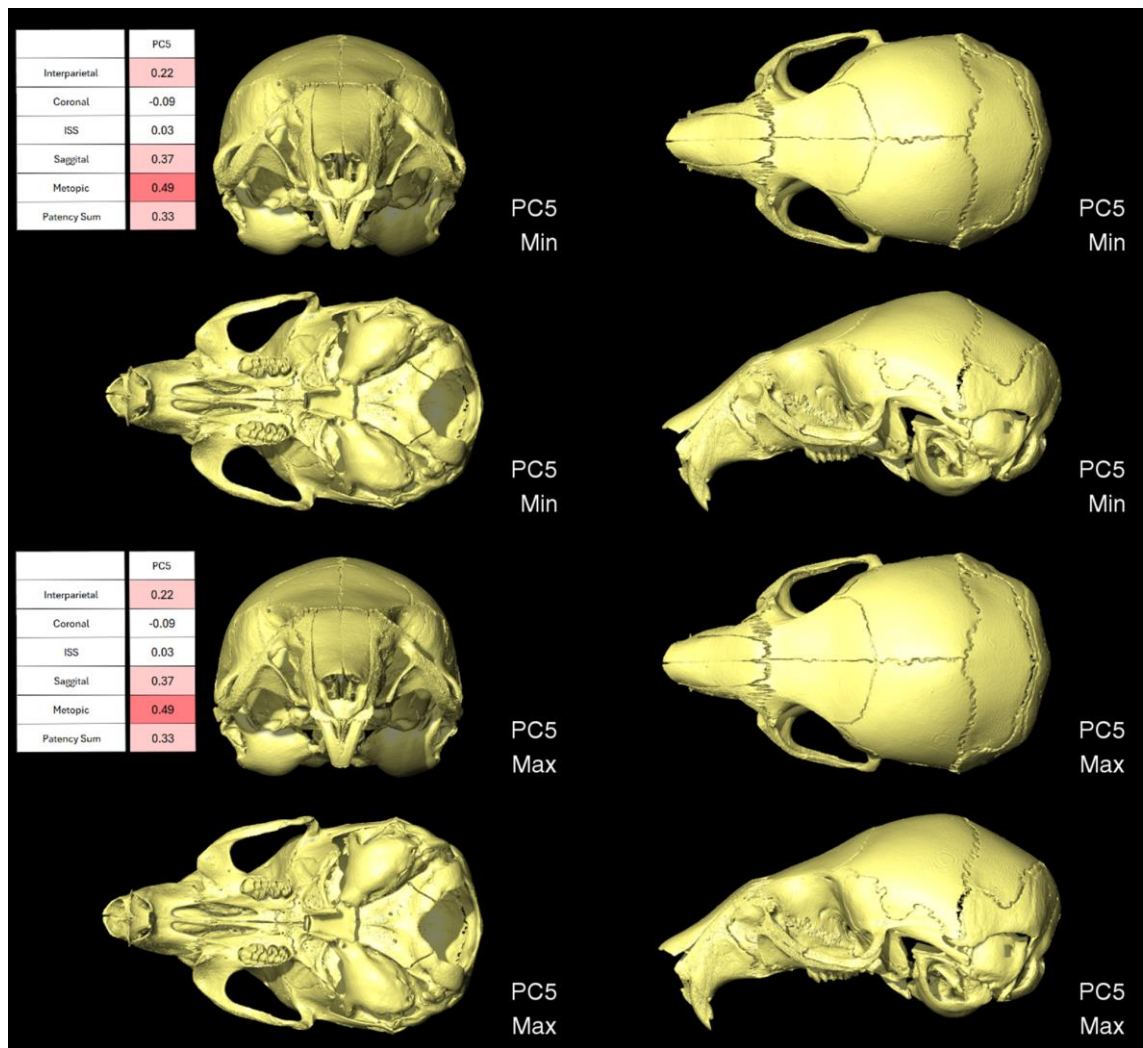 PC5
Interparietal 0.22
Coronal -0.09
ISS 0.03
Saggital 0.37
Metopic 0.49
Patency Sum 0.33
PC5
Min
PC5
Min
PC5
Min
PC5
Min
PC5
Interparietal 0.22
Coronal -0.09
ISS 0.03
Saggital 0.37
Metopic 0.49
Patency Sum 0.33
PC5
Max
PC5
Max
PC5
Max
PC5
Max